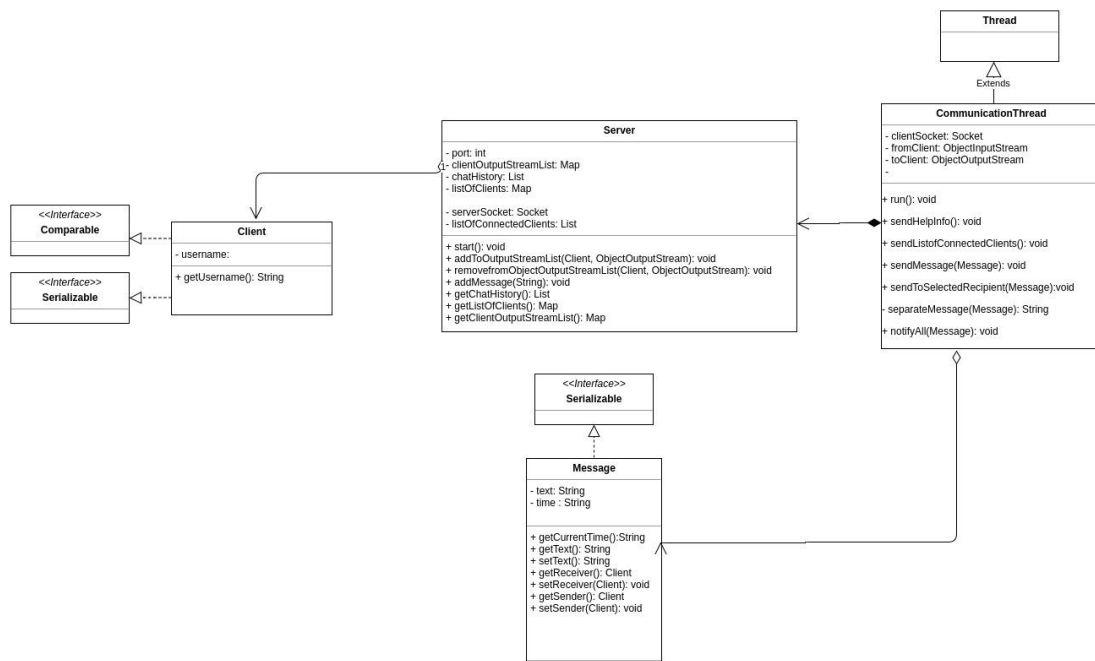 Thread
Extends
CommunicationThread
- clientSocket: Socket
- fromClient: ObjectInputStream
- toClient: ObjectOutputStream
-
+ run(): void
+ sendHelpInfo(): void
+ sendListofConnectedClients(): void
+ sendMessage(Message): void
+ sendToSelectedRecipient(Message):void
- separateMessage(Message): String
+ notifyAll(Message): void
Server
- port: int
- clientOutputStreamList: Map
- chatHistory: List
- listOfClients: Map
- serverSocket: Socket
- listOfConnectedClients: List
+ start(): void
+ addToOutputStreamList(Client, ObjectOutputStream): void
+ removefromObjectOutputStreamList(Client, ObjectOutputStream): void
+ addMessage(String): void
+ getChatHistory(): List
+ getListOfClients(): Map
+ getClientOutputStreamList(): Map
1
<<Interface>>
Comparable
<<Interface>>
Serializable
Client
- username:
+ getUsername(): String
<<Interface>>
Serializable
Message
- text: String
- time : String
+ getCurrentTime():String
+ getText(): String
+ setText(): String
+ getReceiver(): Client
+ setReceiver(Client): void
+ getSender(): Client
+ setSender(Client): void